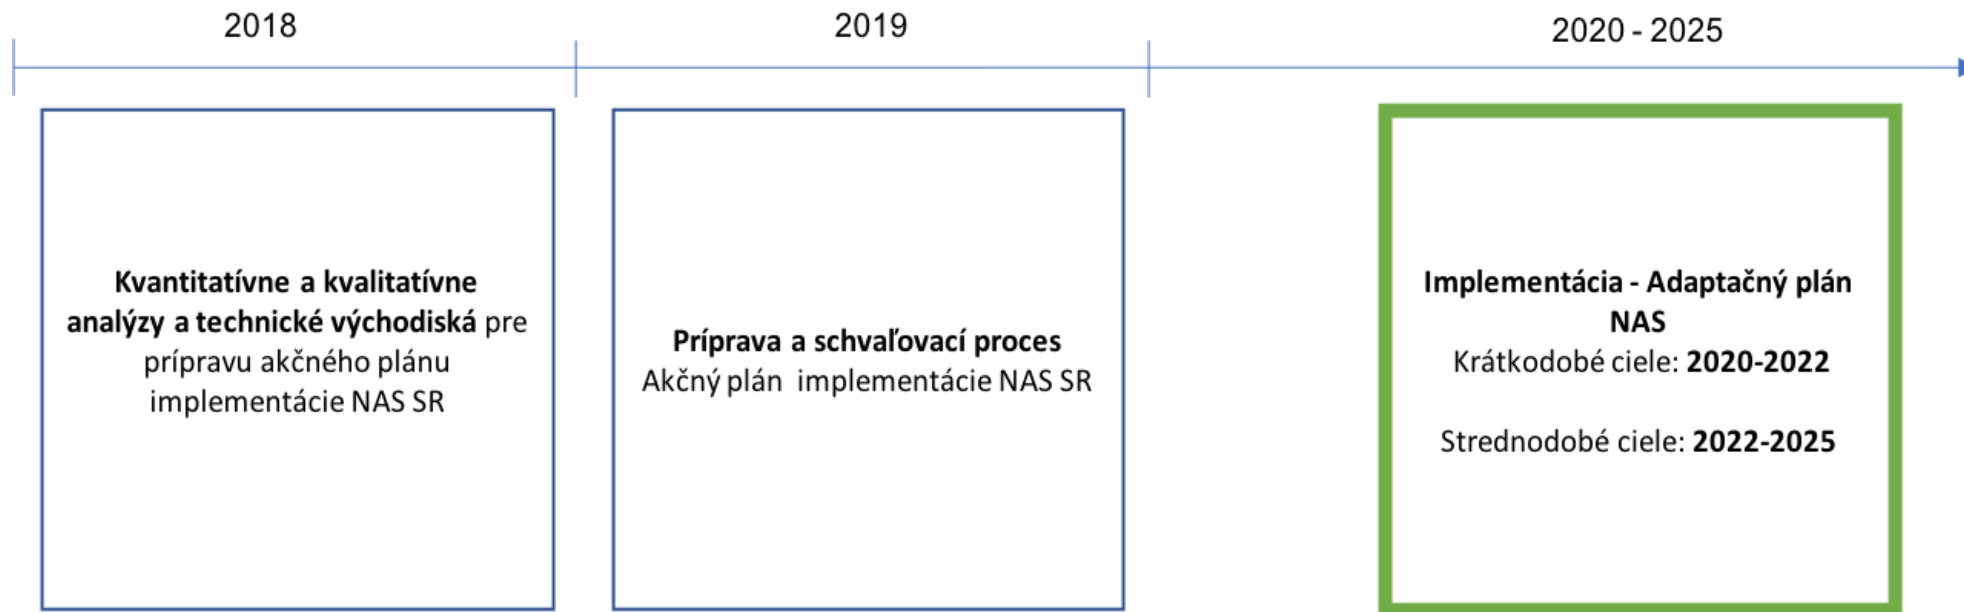 2018
2019
2020 - 2025
Kvantitatívne a kvalitatívne
analýzy a technické východiská pre
prípravu akčného plánu
implementácie NAS SR
Príprava a schvaľovací proces
Akčný plán implementácie NAS SR
Implementácia - Adaptačný plán
NAS
Krátkodobé ciele: 2020-2022
Strednodobé ciele: 2022-2025